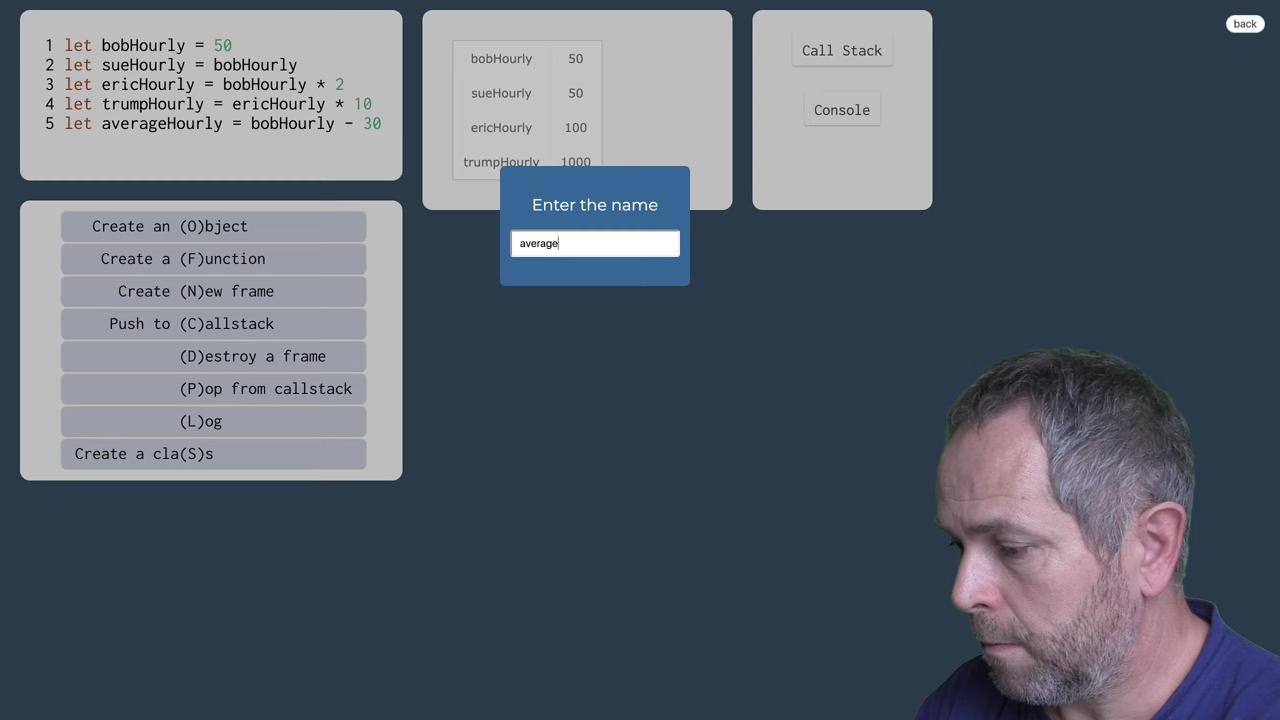 1 let bobHourly = 50
2 let sueHourly = bobHourly
3 let ericHourly = bobHourly * 2
4 let trumpHourly = ericHourly * 10
5 let averageHourly = bobHourly - 30
bobHourly 50
sueHourly 50
ericHourly 100
trumpHourly 1000
Call Stack
Console
back
Enter the name
average
Create an (O)bject
Create a (F)unction
Create (N)ew frame
Push to (C)allstack
(D)estroy a frame
(P)op from callstack
(L)og
Create a cla(S)s